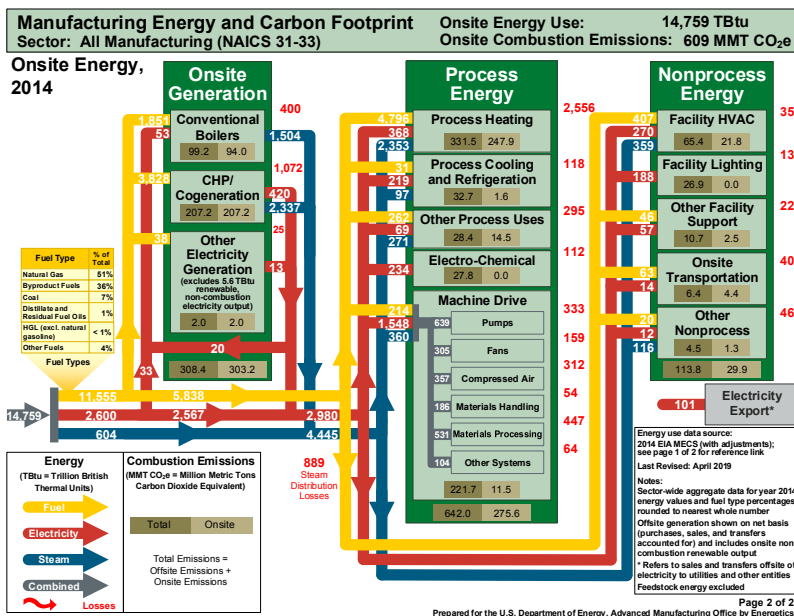 Manufacturing Energy and Carbon Footprint
Sector: All Manufacturing (NAICS 31-33)
Onsite Energy Use: 14,759 TBtu
Onsite Combustion Emissions: 609 MMT CO₂e
Onsite Energy,
2014
Onsite
Generation
400
1,851
53
Conventional
Boilers
99.2 94.0
1,504
1,072
3,628
CHP/
Cogeneration
207.2 207.2
420
2,337
25
38
Other
Electricity
Generation
(excludes 5.6 TBtu
renewable,
non-combustion
electricity output)
2.0 2.0
13
20
33
308.4 303.2
Fuel Type % of Total
Natural Gas 51%
Byproduct Fuels 36%
Coal 7%
Distillate and
Residual Fuel Oils 1%
HGL (excl. natural
gasoline) < 1%
Other Fuels 4%
Fuel Types
14,759
11,555 5,838
2,600 2,567 2,980
604 4,445
889
Steam
Distribution
Losses
Process
Energy
2,556
4,796
368
2,353
Process Heating
331.5 247.9
118
31
219
97
Process Cooling
and Refrigeration
32.7 1.6
295
262
69
271
Other Process Uses
28.4 14.5
112
234
Electro-Chemical
27.8 0.0
214
1,548
360
Machine Drive
639 Pumps 333
305 Fans 159
357 Compressed Air 312
186 Materials Handling 54
531 Materials Processing 447
104 Other Systems 64
221.7 11.5
642.0 275.6
Nonprocess
Energy
35
407
270
359
Facility HVAC
65.4 21.8
13
188
Facility Lighting
26.9 0.0
22
46
57
Other Facility
Support
10.7 2.5
40
63
14
Onsite
Transportation
6.4 4.4
46
20
12
116
Other
Nonprocess
4.5 1.3
113.8 29.9
101
Electricity
Export*
Energy
(TBtu = Trillion British
Thermal Units)
Fuel
Electricity
Steam
Combined
Losses
Combustion Emissions
(MMT CO₂e = Million Metric Tons
Carbon Dioxide Equivalent)
Total Onsite
Total Emissions =
Offsite Emissions +
Onsite Emissions
Energy use data source:
2014 EIA MECS (with adjustments);
see page 1 of 2 for reference link
Last Revised: April 2019
Notes:
Sector-wide aggregate data for year 2014
energy values and fuel type percentages
rounded to nearest whole number
Offsite generation shown on net basis
(purchases, sales, and transfers
accounted for) and includes onsite non
combustion renewable output
* Refers to sales and transfers offsite of
electricity to utilities and other entities
Feedstock energy excluded
Page 2 of 2
Prepared for the U.S. Department of Energy, Advanced Manufacturing Office by Energetics